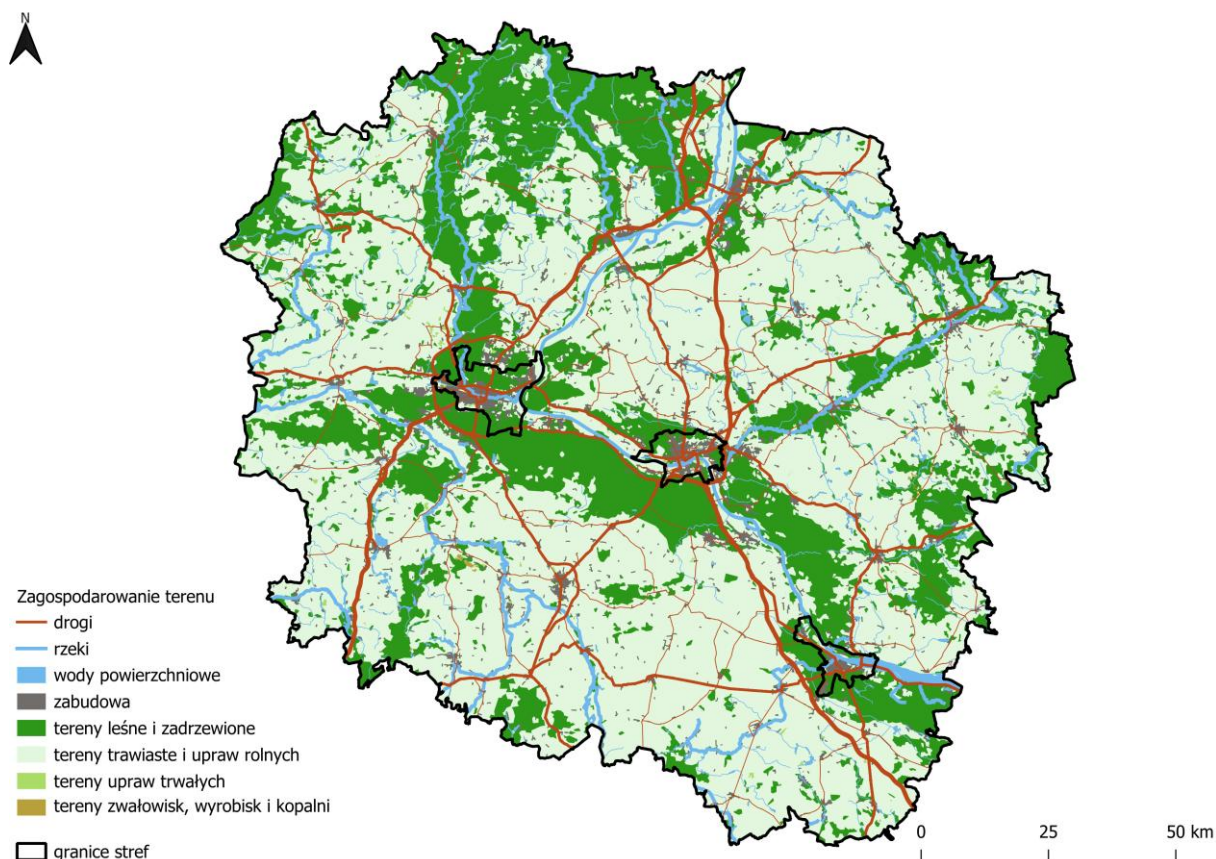 N
Zagospodarowanie terenu
drogi
rzeki
wody powierzchniowe
zabudowa
tereny leśne i zadrzewione
tereny trawiaste i upraw rolnych
tereny upraw trwałych
tereny zwałowisk, wyrobisk i kopalni
granice stref
0 25 50 km